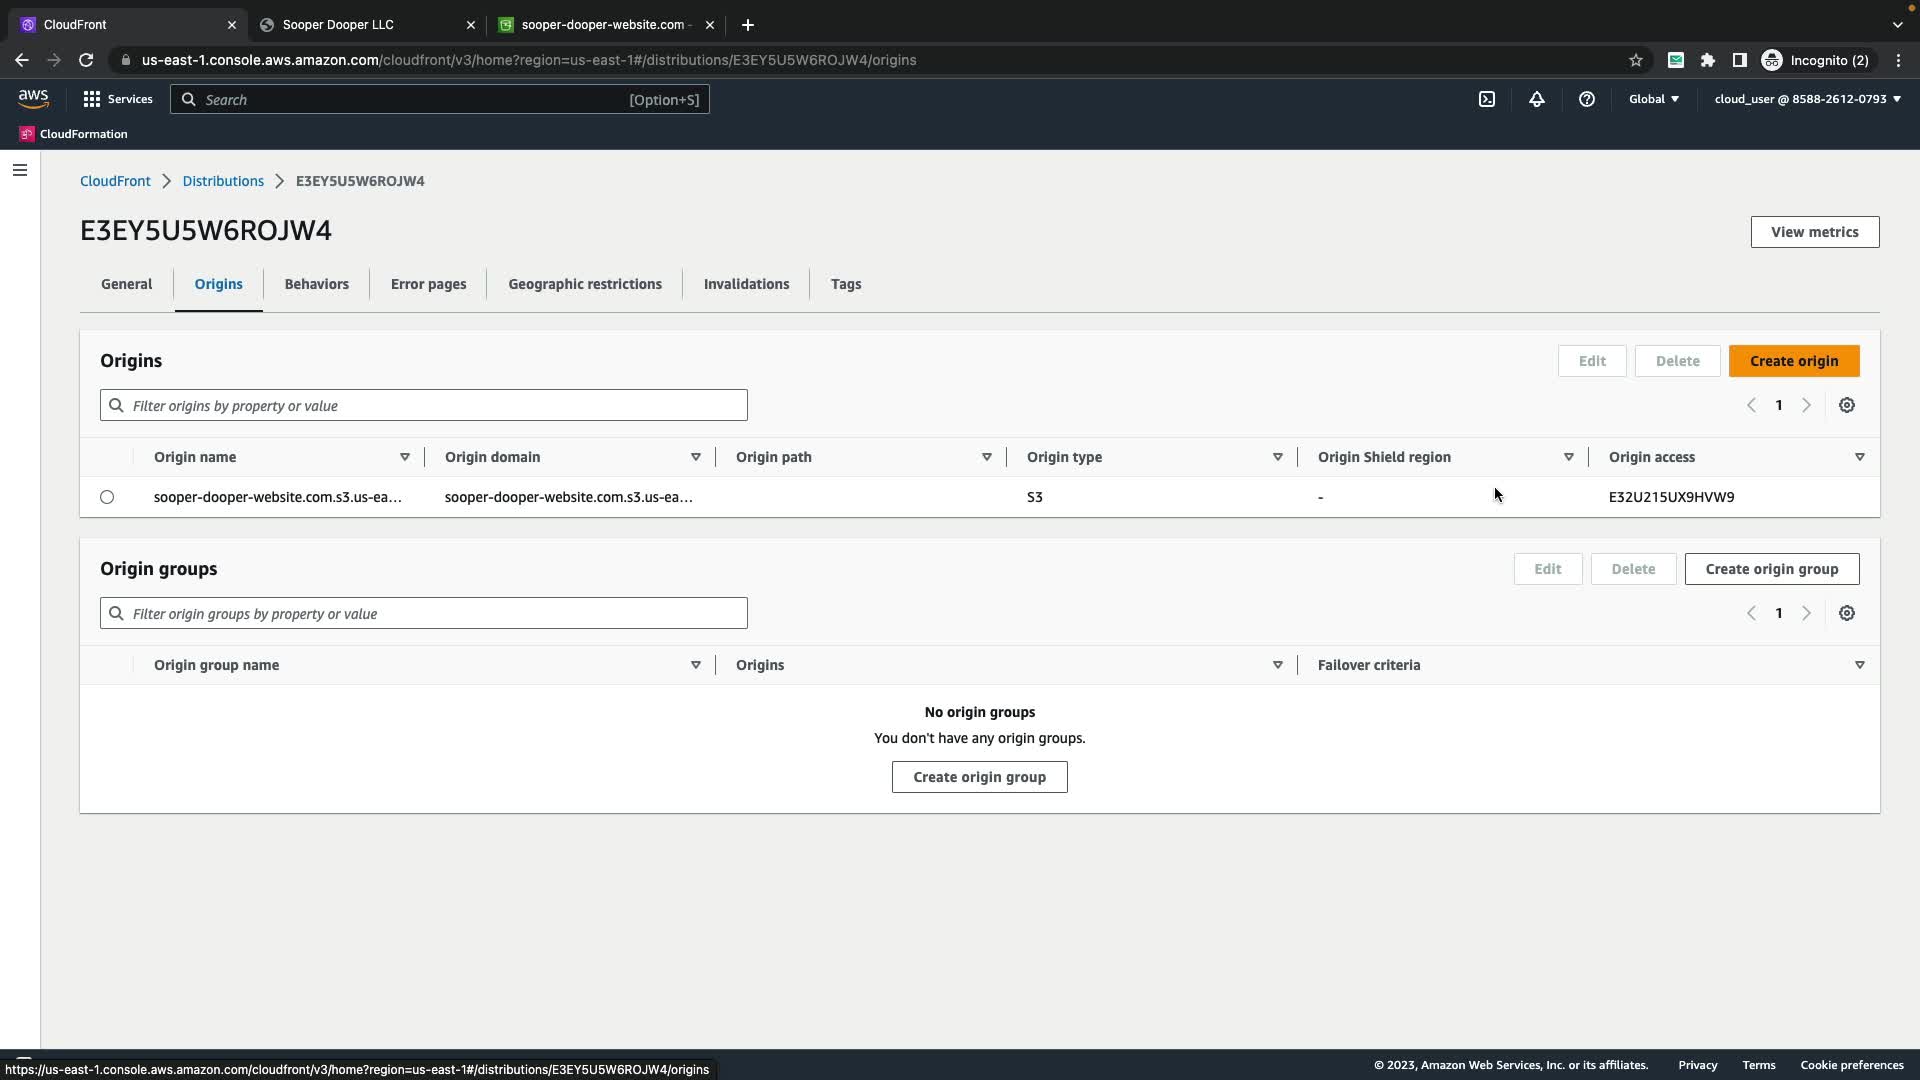 CloudFront
Sooper Dooper LLC
sooper-dooper-website.com -
us-east-1.console.aws.amazon.com/cloudfront/v3/home?region=us-east-1#/distributions/E3EY5U5W6ROJW4/origins
Incognito (2)
aws
Services
Search
[Option+S]
Global
cloud_user @ 8588-2612-0793
CloudFormation
CloudFront
Distributions
E3EY5U5W6ROJW4
E3EY5U5W6ROJW4
View metrics
General
Origins
Behaviors
Error pages
Geographic restrictions
Invalidations
Tags
Origins
Edit
Delete
Create origin
Filter origins by property or value
1
Origin name
Origin domain
Origin path
Origin type
Origin Shield region
Origin access
sooper-dooper-website.com.s3.us-ea...
sooper-dooper-website.com.s3.us-ea...
S3
-
E32U215UX9HVW9
Origin groups
Edit
Delete
Create origin group
Filter origin groups by property or value
1
Origin group name
Origins
Failover criteria
No origin groups
You don't have any origin groups.
Create origin group
https://us-east-1.console.aws.amazon.com/cloudfront/v3/home?region=us-east-1#/distributions/E3EY5U5W6ROJW4/origins
© 2023, Amazon Web Services, Inc. or its affiliates.
Privacy
Terms
Cookie preferences